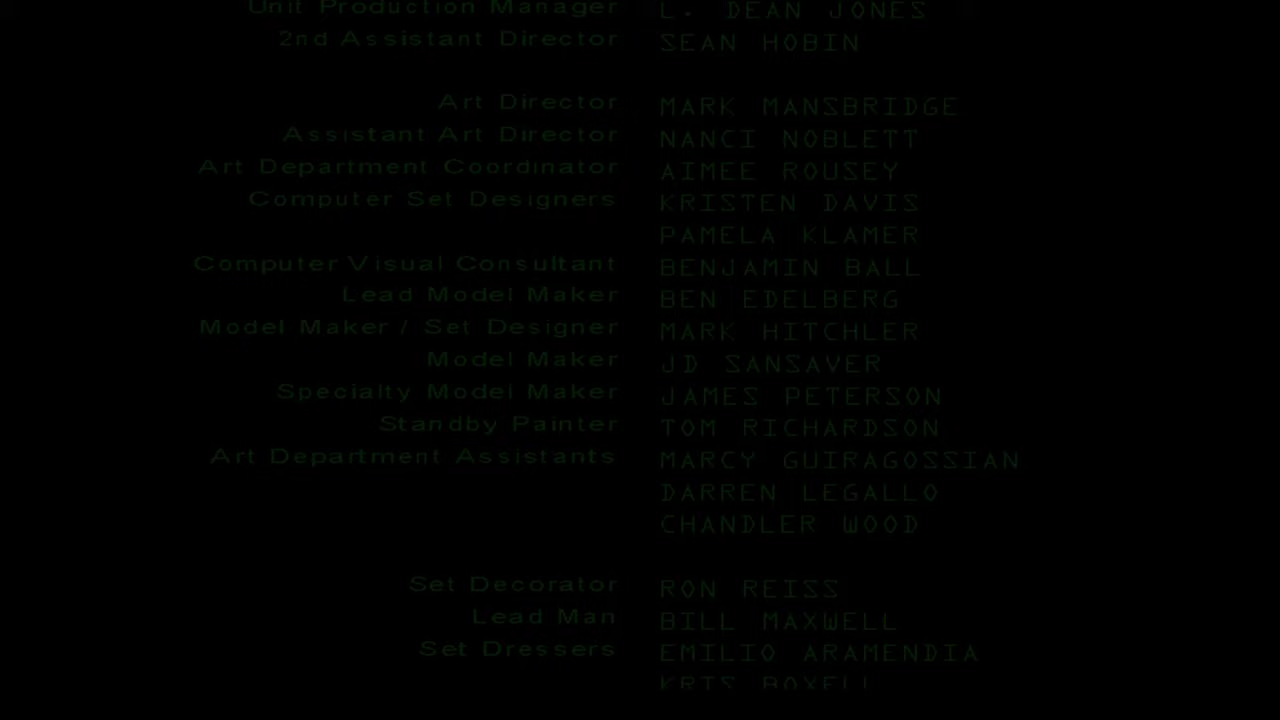 Unit Production Manager L. DEAN JONES
2nd Assistant Director SEAN HOBIN
Art Director MARK MANSBRIDGE
Assistant Art Director NANCI NOBLETT
Art Department Coordinator AIMEE ROUSEY
Computer Set Designers KRISTEN DAVIS
PAMELA KLAMER
Computer Visual Consultant BENJAMIN BALL
Lead Model Maker BEN EDELBERG
Model Maker / Set Designer MARK HITCHLER
Model Maker JD SANSAVER
Specialty Model Maker JAMES PETERSON
Standby Painter TOM RICHARDSON
Art Department Assistants MARCY GUIRAGOSSIAN
DARREN LEGALLO
CHANDLER WOOD
Set Decorator RON REISS
Lead Man BILL MAXWELL
Set Dressers EMILIO ARAMENDIA
KRIS BOXELL